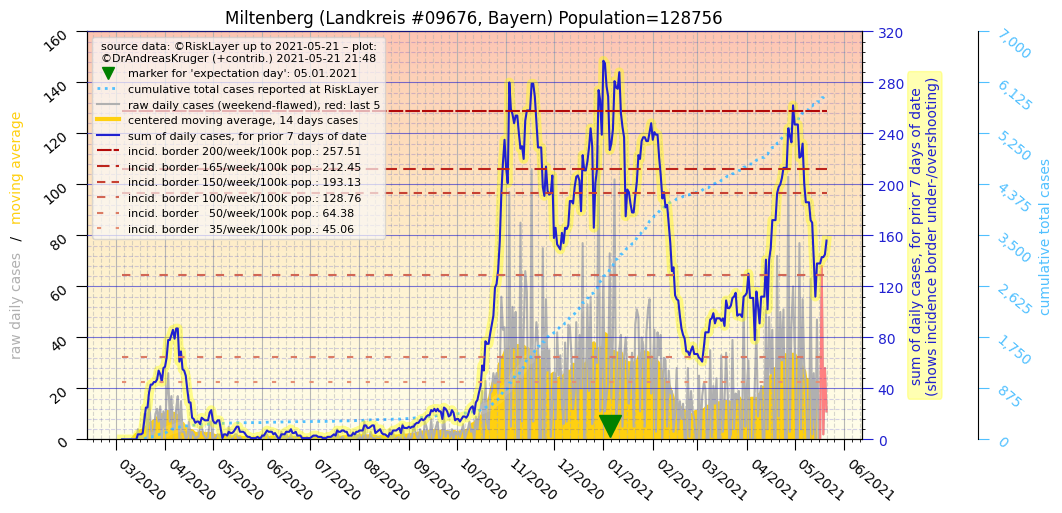 Miltenberg (Landkreis #09676, Bayern) Population=128756
source data: ©RiskLayer up to 2021-05-21 – plot:
©DrAndreasKruger (+contrib.) 2021-05-21 21:48
marker for 'expectation day': 05.01.2021
cumulative total cases reported at RiskLayer
raw daily cases (weekend-flawed), red: last 5
centered moving average, 14 days cases
sum of daily cases, for prior 7 days of date
incid. border 200/week/100k pop.: 257.51
incid. border 165/week/100k pop.: 212.45
incid. border 150/week/100k pop.: 193.13
incid. border 100/week/100k pop.: 128.76
incid. border 50/week/100k pop.: 64.38
incid. border 35/week/100k pop.: 45.06
raw daily cases / moving average
160
140
120
100
80
60
40
20
0
03/2020
04/2020
05/2020
06/2020
07/2020
08/2020
09/2020
10/2020
11/2020
12/2020
01/2021
02/2021
03/2021
04/2021
05/2021
06/2021
320
280
240
200
160
120
80
40
0
sum of daily cases, for prior 7 days of date
(shows incidence border under-/overshooting)
7,000
6,125
5,250
4,375
3,500
2,625
1,750
875
0
cumulative total cases